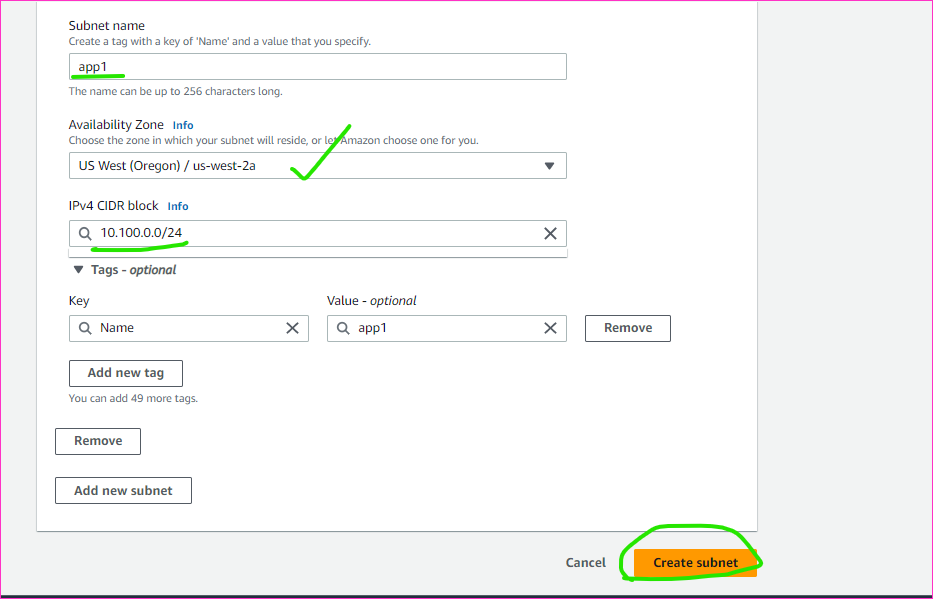 Subnet name
Create a tag with a key of 'Name' and a value that you specify.
app1
The name can be up to 256 characters long.
Availability Zone Info
Choose the zone in which your subnet will reside, or let Amazon choose one for you.
US West (Oregon) / us-west-2a
IPv4 CIDR block Info
10.100.0.0/24
Tags - optional
Key Value - optional
Name app1 Remove
Add new tag
You can add 49 more tags.
Remove
Add new subnet
Cancel Create subnet